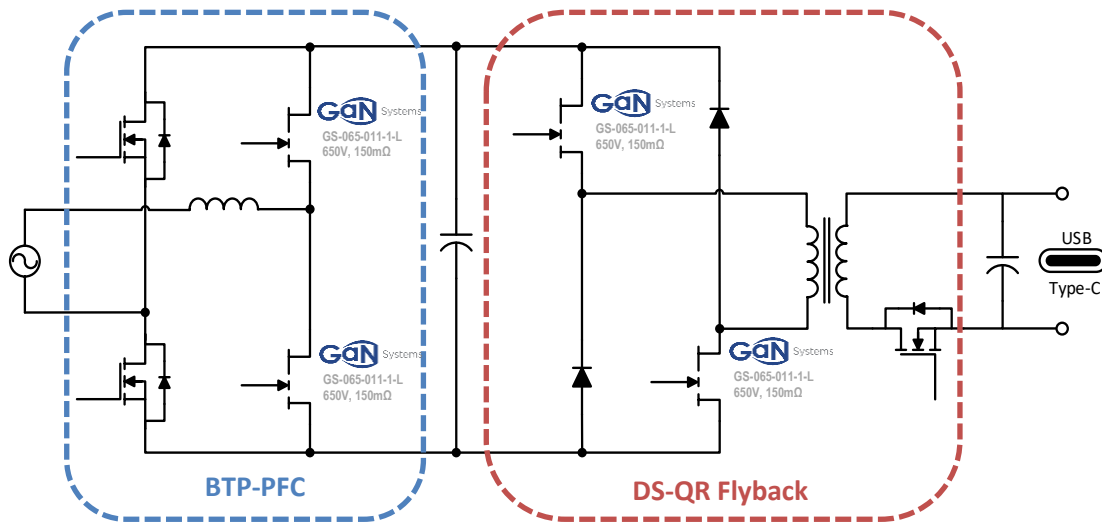 GaN Systems
GS-065-011-1-L
650V, 150mΩ
GaN Systems
GS-065-011-1-L
650V, 150mΩ
GaN Systems
GS-065-011-1-L
650V, 150mΩ
GaN Systems
GS-065-011-1-L
650V, 150mΩ
USB
Type-C
BTP-PFC
DS-QR Flyback